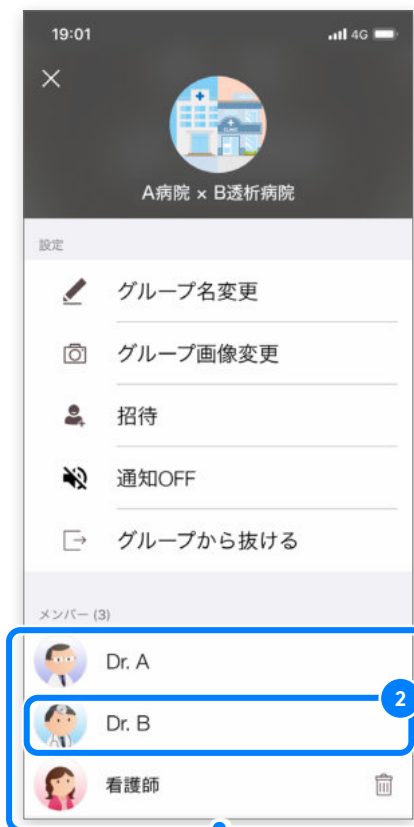 19:01
4G
CLINIC
A病院 × B透析病院
設定
グループ名変更
グループ画像変更
招待
通知OFF
グループから抜ける
メンバー (3)
Dr. A
2
Dr. B
看護師